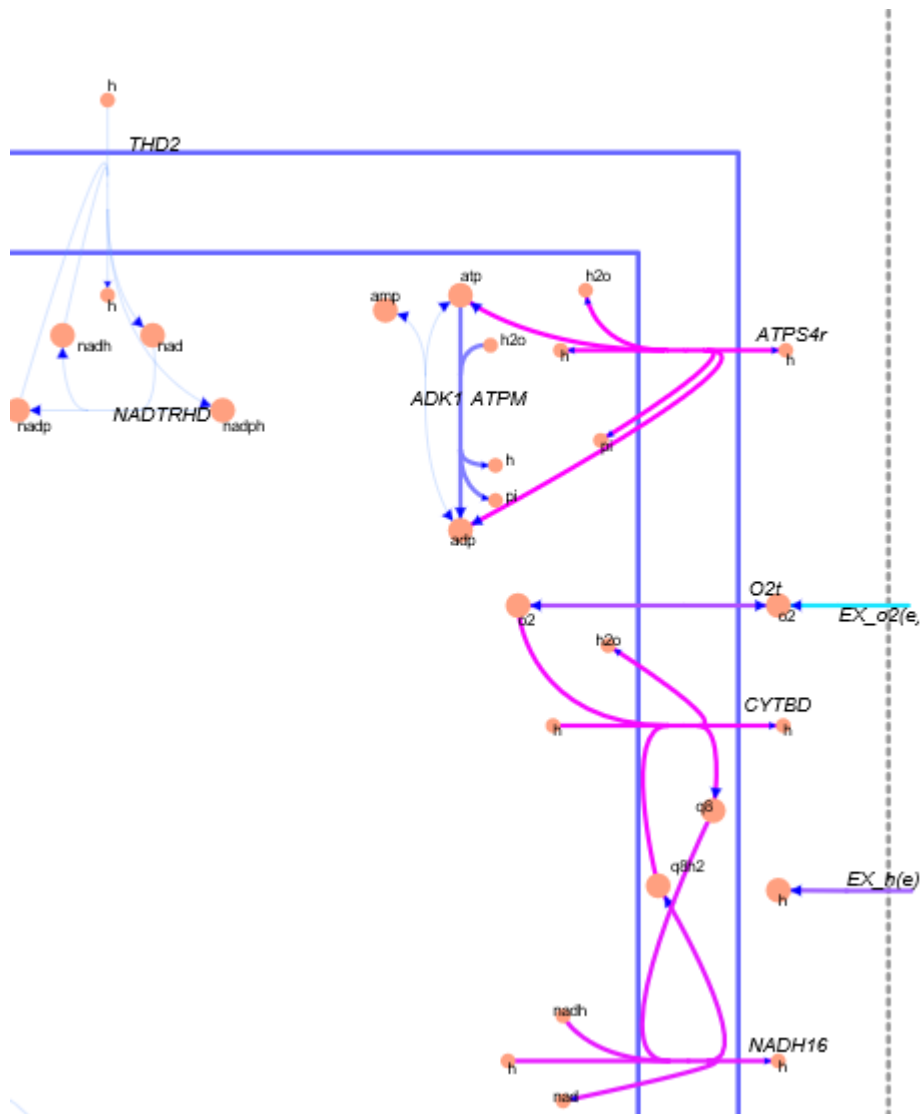 h
THD2
h
nadh
nad
nadp
NADTRHD
nadph
amp
atp
h2o
h2o
ATPS4r
h
h
ADK1
ATPM
pi
h
pi
adp
O2t
o2
o2
EX_o2(e,
h2o
CYTBD
h
h
q8
q8h2
EX_h(e)
h
nadh
NADH16
h
h
nad